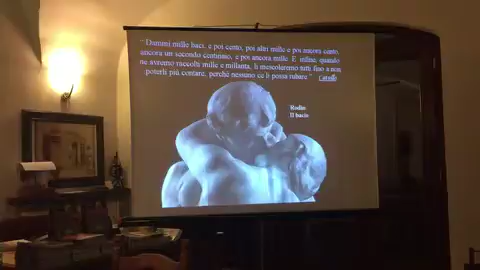 "Dammi mille baci, e poi cento, poi altri mille e poi ancora cento,
ancora un secondo centinaio, e poi ancora mille. E infine, quando
ne avremo raccolti mille e millanta, li mescoleremo tutti fino a non
poterli più contare, perché nessuno ce li possa rubare." Catullo
Rodin
Il bacio